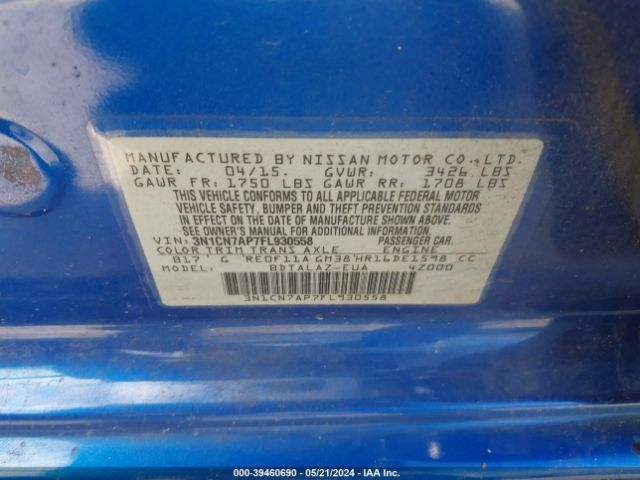 MANUFACTURED BY NISSAN MOTOR CO., LTD.
DATE: 04/15. GVWR: 3426 LBS
GAWR FR: 1750 LBS GAWR RR: 1708 LBS
THIS VEHICLE CONFORMS TO ALL APPLICABLE FEDERAL MOTOR
VEHICLE SAFETY, BUMPER AND THEFT PREVENTION STANDARDS
IN EFFECT ON THE DATE OF MANUFACTURE SHOWN ABOVE.
SEE OWNER'S MANUAL FOR ADDITIONAL INFORMATION.
VIN: 3N1CN7AP7FL930558 PASSENGER CAR.
COLOR TRIM TRANS AXLE ENGINE
B17 G RE0F11A GM38 HR16DE1598 CC
MODEL BDTALAZ-EUA 4Z000
3N1CN7AP7FL930558
000-39460690 - 05/21/2024 - IAA Inc.